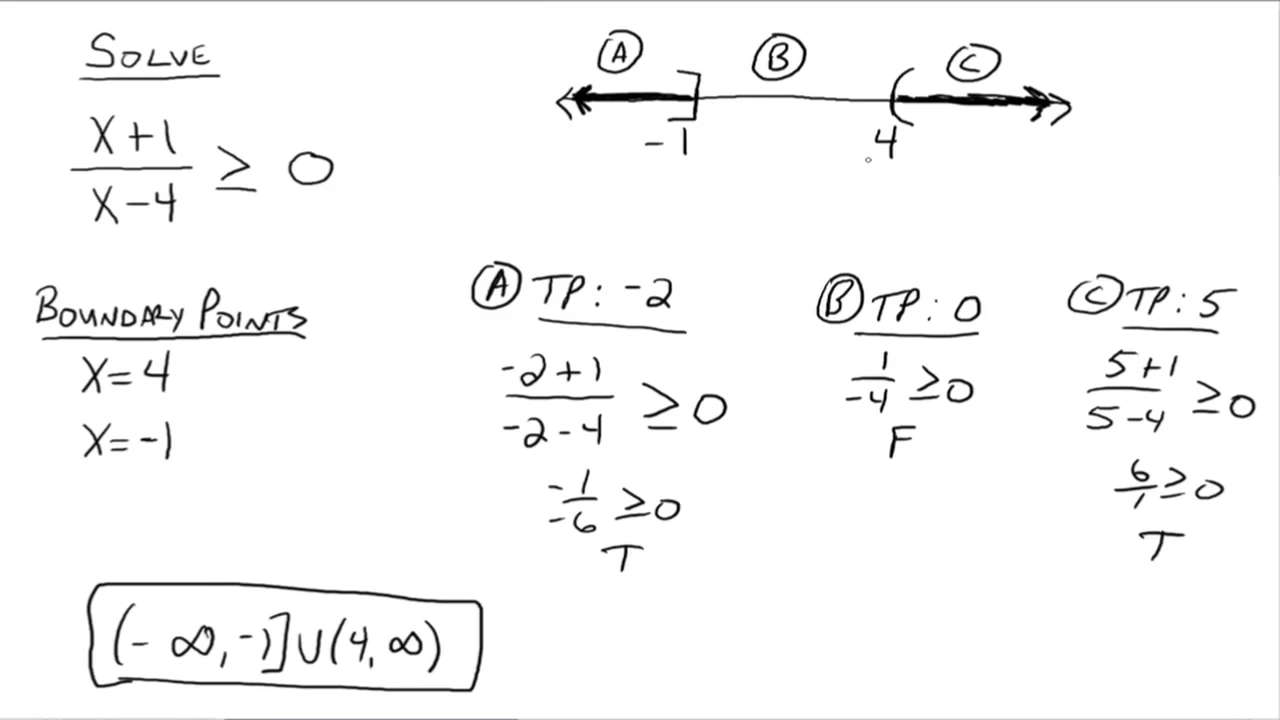 SOLVE
x+1
x-4
≥ 0
BOUNDARY POINTS
x=4
x=-1
(-∞,-1]∪(4,∞)
A B C
] (
-1 4
A TP: -2
-2+1
-2-4
≥0
-1
-6
≥0
T
B TP: 0
1
-4
≥0
F
C TP: 5
5+1
5-4
≥0
6
1
≥0
T